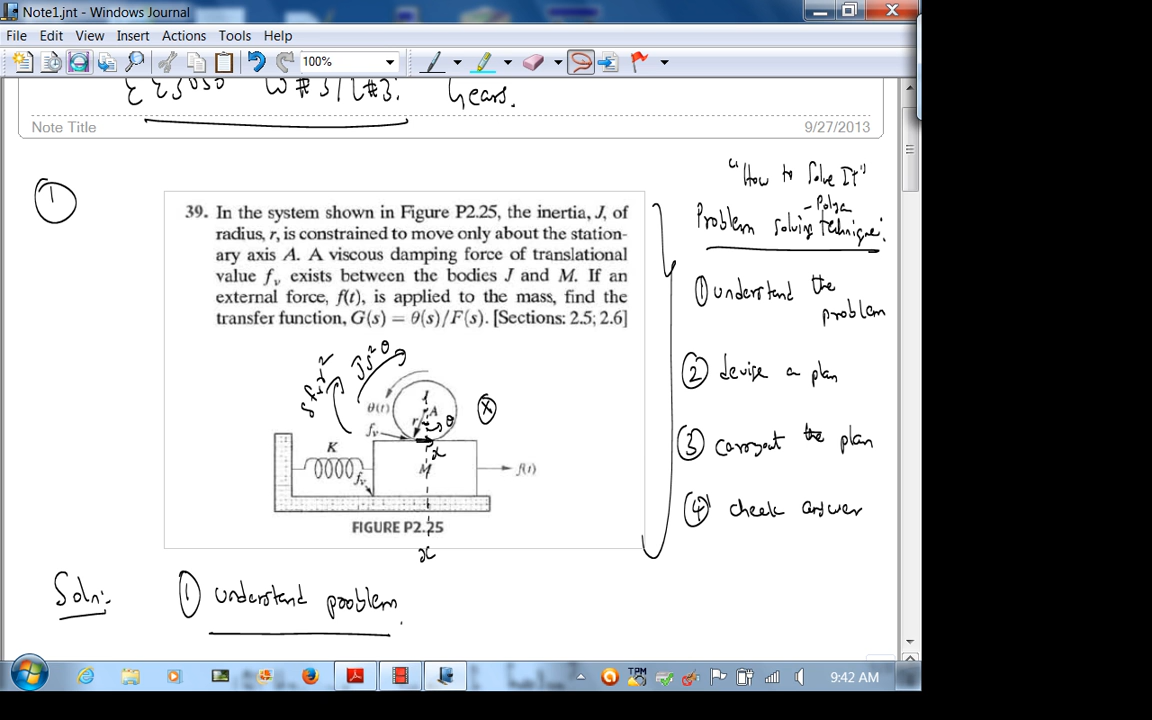 Note1.jnt - Windows Journal
File Edit View Insert Actions Tools Help
100%
gears.
Note Title
9/27/2013
1
"How to Solve It"
- Polya
Problem solving technique:
① understand the problem
② devise a plan
③ carryout the plan
④ check answer
39. In the system shown in Figure P2.25, the inertia, J, of
radius, r, is constrained to move only about the station-
ary axis A. A viscous damping force of translational
value fv exists between the bodies J and M. If an
external force, f(t), is applied to the mass, find the
transfer function, G(s) = θ(s)/F(s). [Sections: 2.5; 2.6]
Js²θ
J
θ(t)
A
r
θ
fv
x
K
fv
M
f(t)
FIGURE P2.25
x
Soln:
① understand problem.
TPM
9:42 AM